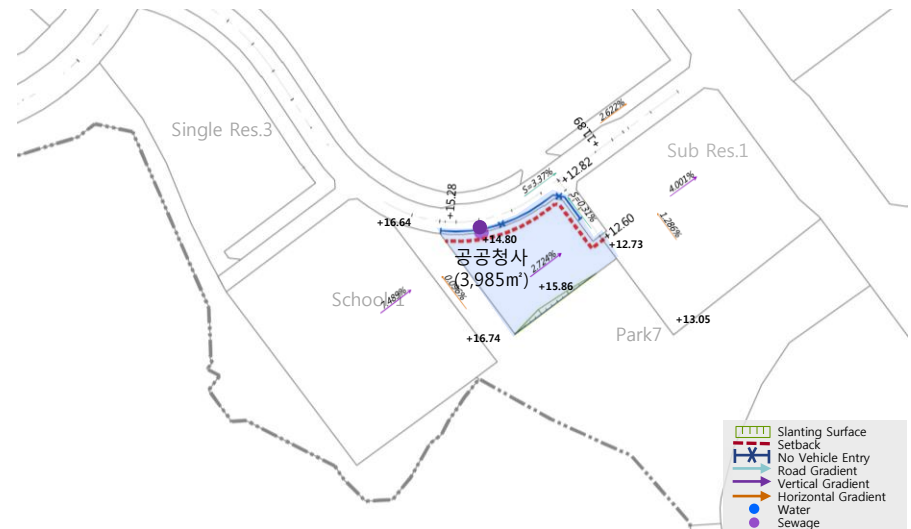 2.622%
+11.89
Single Res.3
Sub Res.1
+12.82
S=3.37%
4.001%
+15.28
S=0.31%
+16.64
1.286%
+12.60
+14.80
+12.73
공공청사
(3,985㎡)
2.724%
+15.86
School 1
+13.05
+16.74
Park7
Slanting Surface
Setback
No Vehicle Entry
Road Gradient
Vertical Gradient
Horizontal Gradient
Water
Sewage